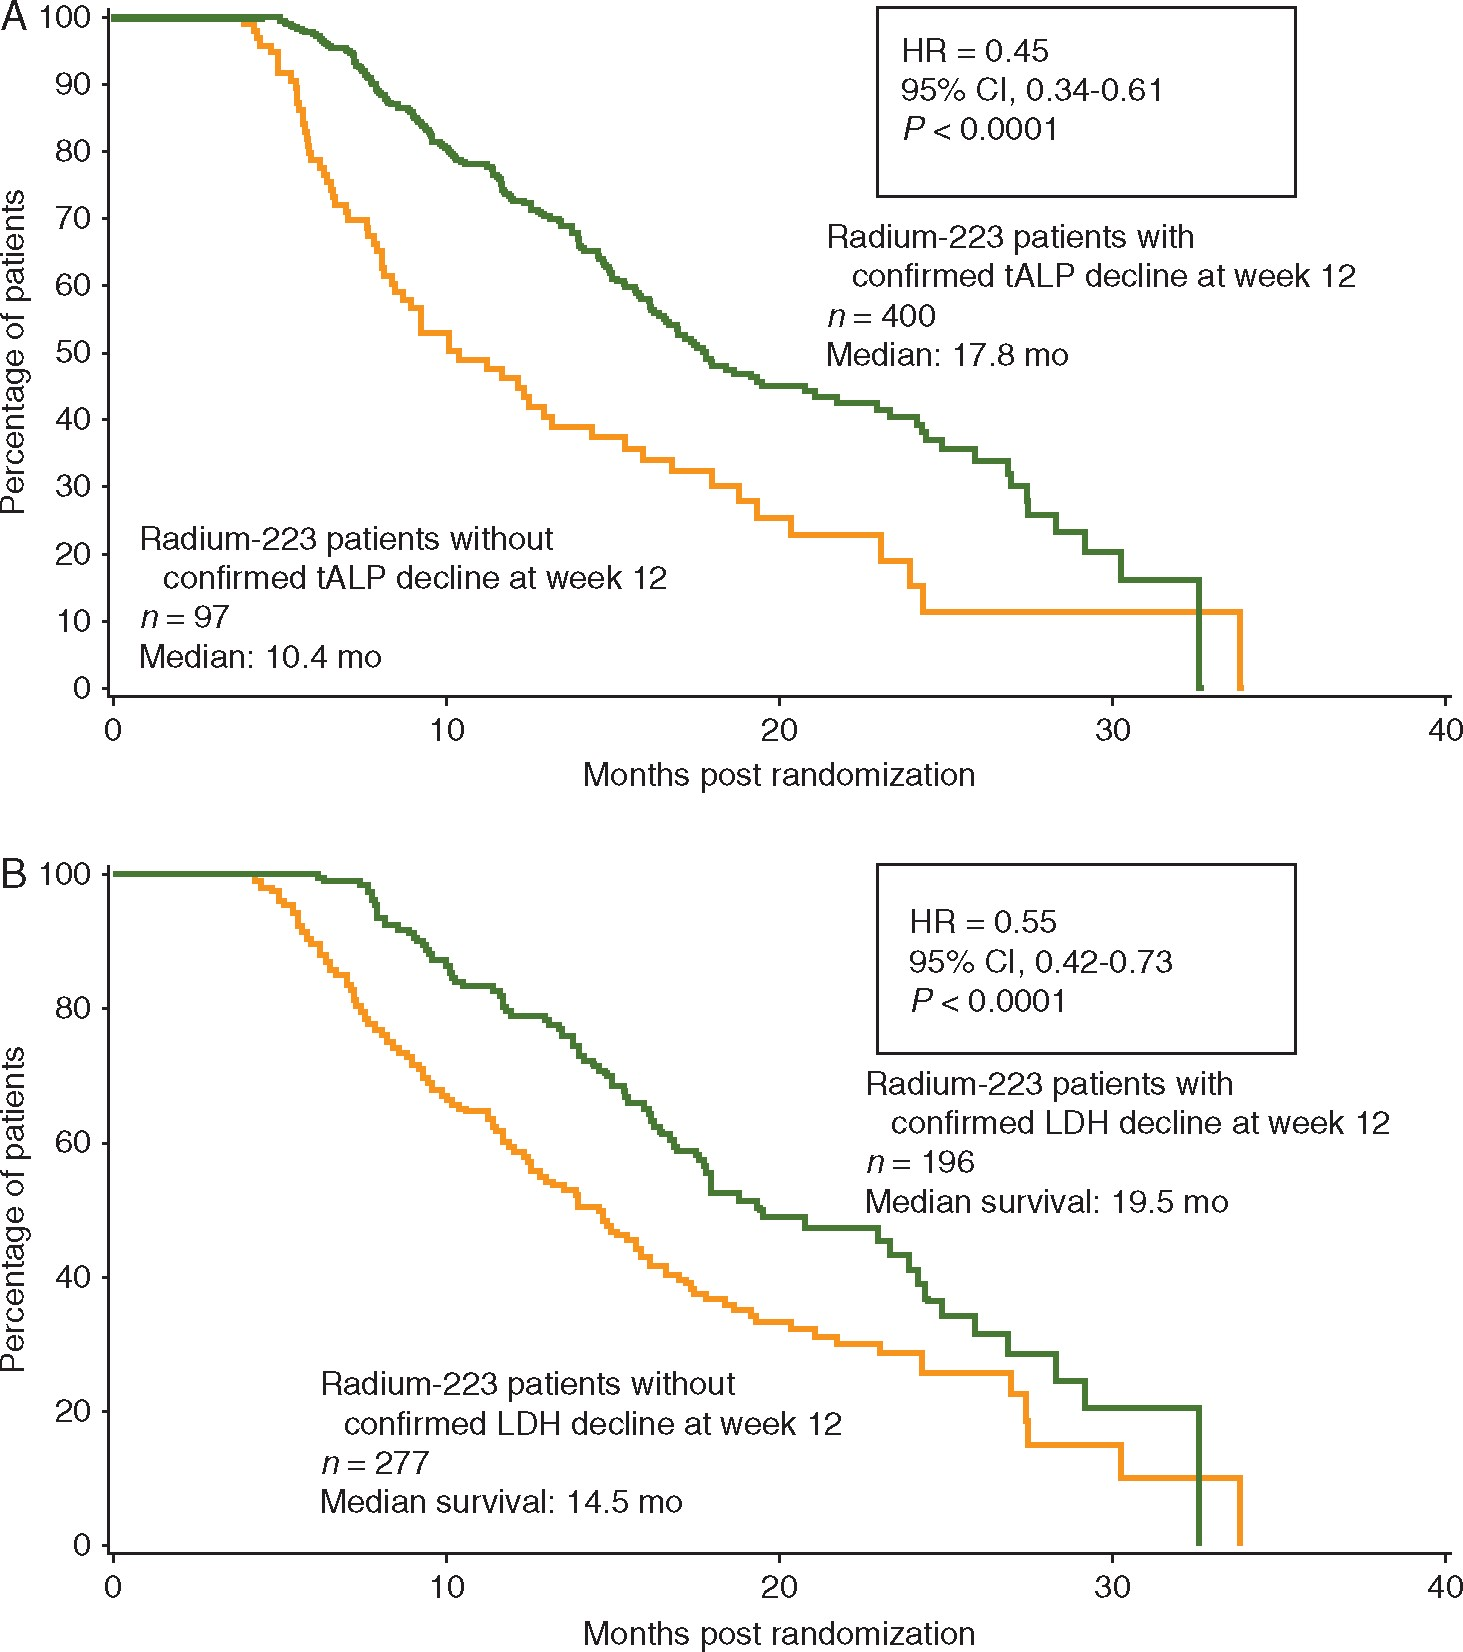 A
100
90
80
70
60
50
40
30
20
10
0
Percentage of patients
HR = 0.45
95% CI, 0.34-0.61
P < 0.0001
Radium-223 patients with
confirmed tALP decline at week 12
n = 400
Median: 17.8 mo
Radium-223 patients without
confirmed tALP decline at week 12
n = 97
Median: 10.4 mo
0 10 20 30 40
Months post randomization
B
100
80
60
40
20
0
Percentage of patients
HR = 0.55
95% CI, 0.42-0.73
P < 0.0001
Radium-223 patients with
confirmed LDH decline at week 12
n = 196
Median survival: 19.5 mo
Radium-223 patients without
confirmed LDH decline at week 12
n = 277
Median survival: 14.5 mo
0 10 20 30 40
Months post randomization